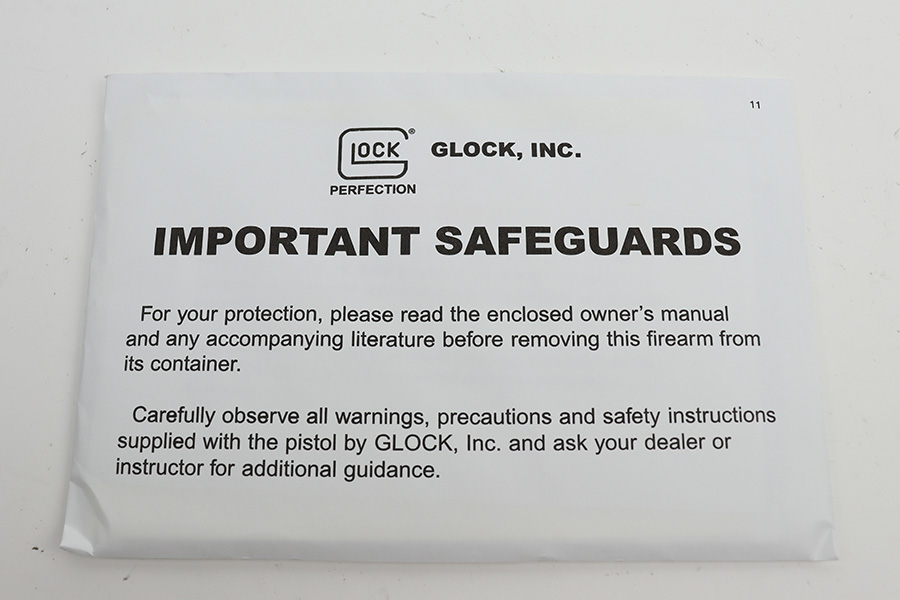 11
GLOCK® GLOCK, INC.
PERFECTION
IMPORTANT SAFEGUARDS
For your protection, please read the enclosed owner's manual
and any accompanying literature before removing this firearm from
its container.
Carefully observe all warnings, precautions and safety instructions
supplied with the pistol by GLOCK, Inc. and ask your dealer or
instructor for additional guidance.